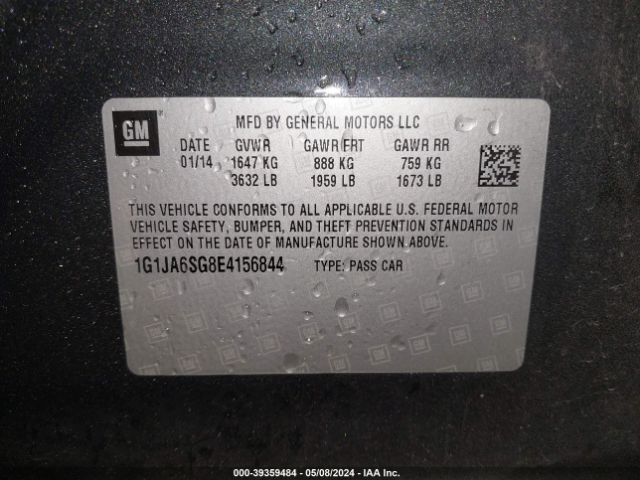 GM
MFD BY GENERAL MOTORS LLC
DATE GVWR GAWR FRT GAWR RR
01/14 1647 KG 888 KG 759 KG
3632 LB 1959 LB 1673 LB
THIS VEHICLE CONFORMS TO ALL APPLICABLE U.S. FEDERAL MOTOR
VEHICLE SAFETY, BUMPER, AND THEFT PREVENTION STANDARDS IN
EFFECT ON THE DATE OF MANUFACTURE SHOWN ABOVE.
1G1JA6SG8E4156844 TYPE: PASS CAR
000-39359484 - 05/08/2024 - IAA Inc.